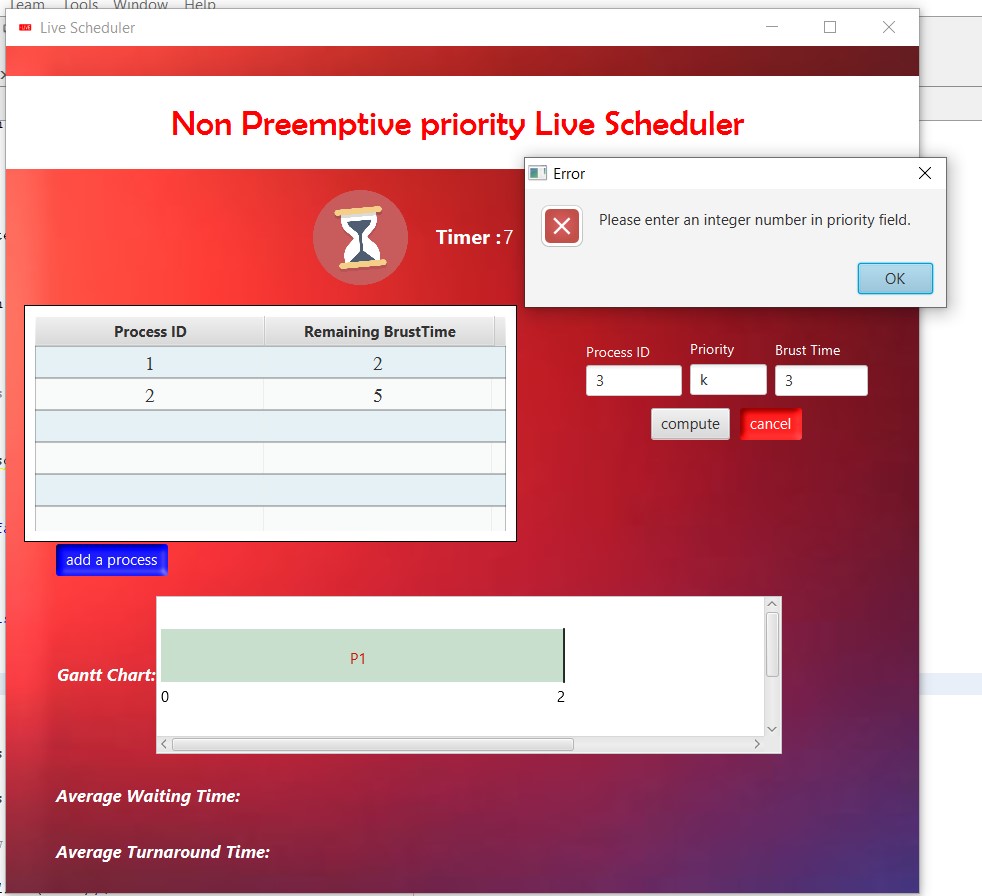 Team Tools Window Help
Live Scheduler
Non Preemptive priority Live Scheduler
Error
Please enter an integer number in priority field.
OK
Timer :7
Process ID Remaining BrustTime
1 2
2 5
Process ID Priority Brust Time
3 k 3
compute cancel
add a process
Gantt Chart:
P1
0 2
Average Waiting Time:
Average Turnaround Time: